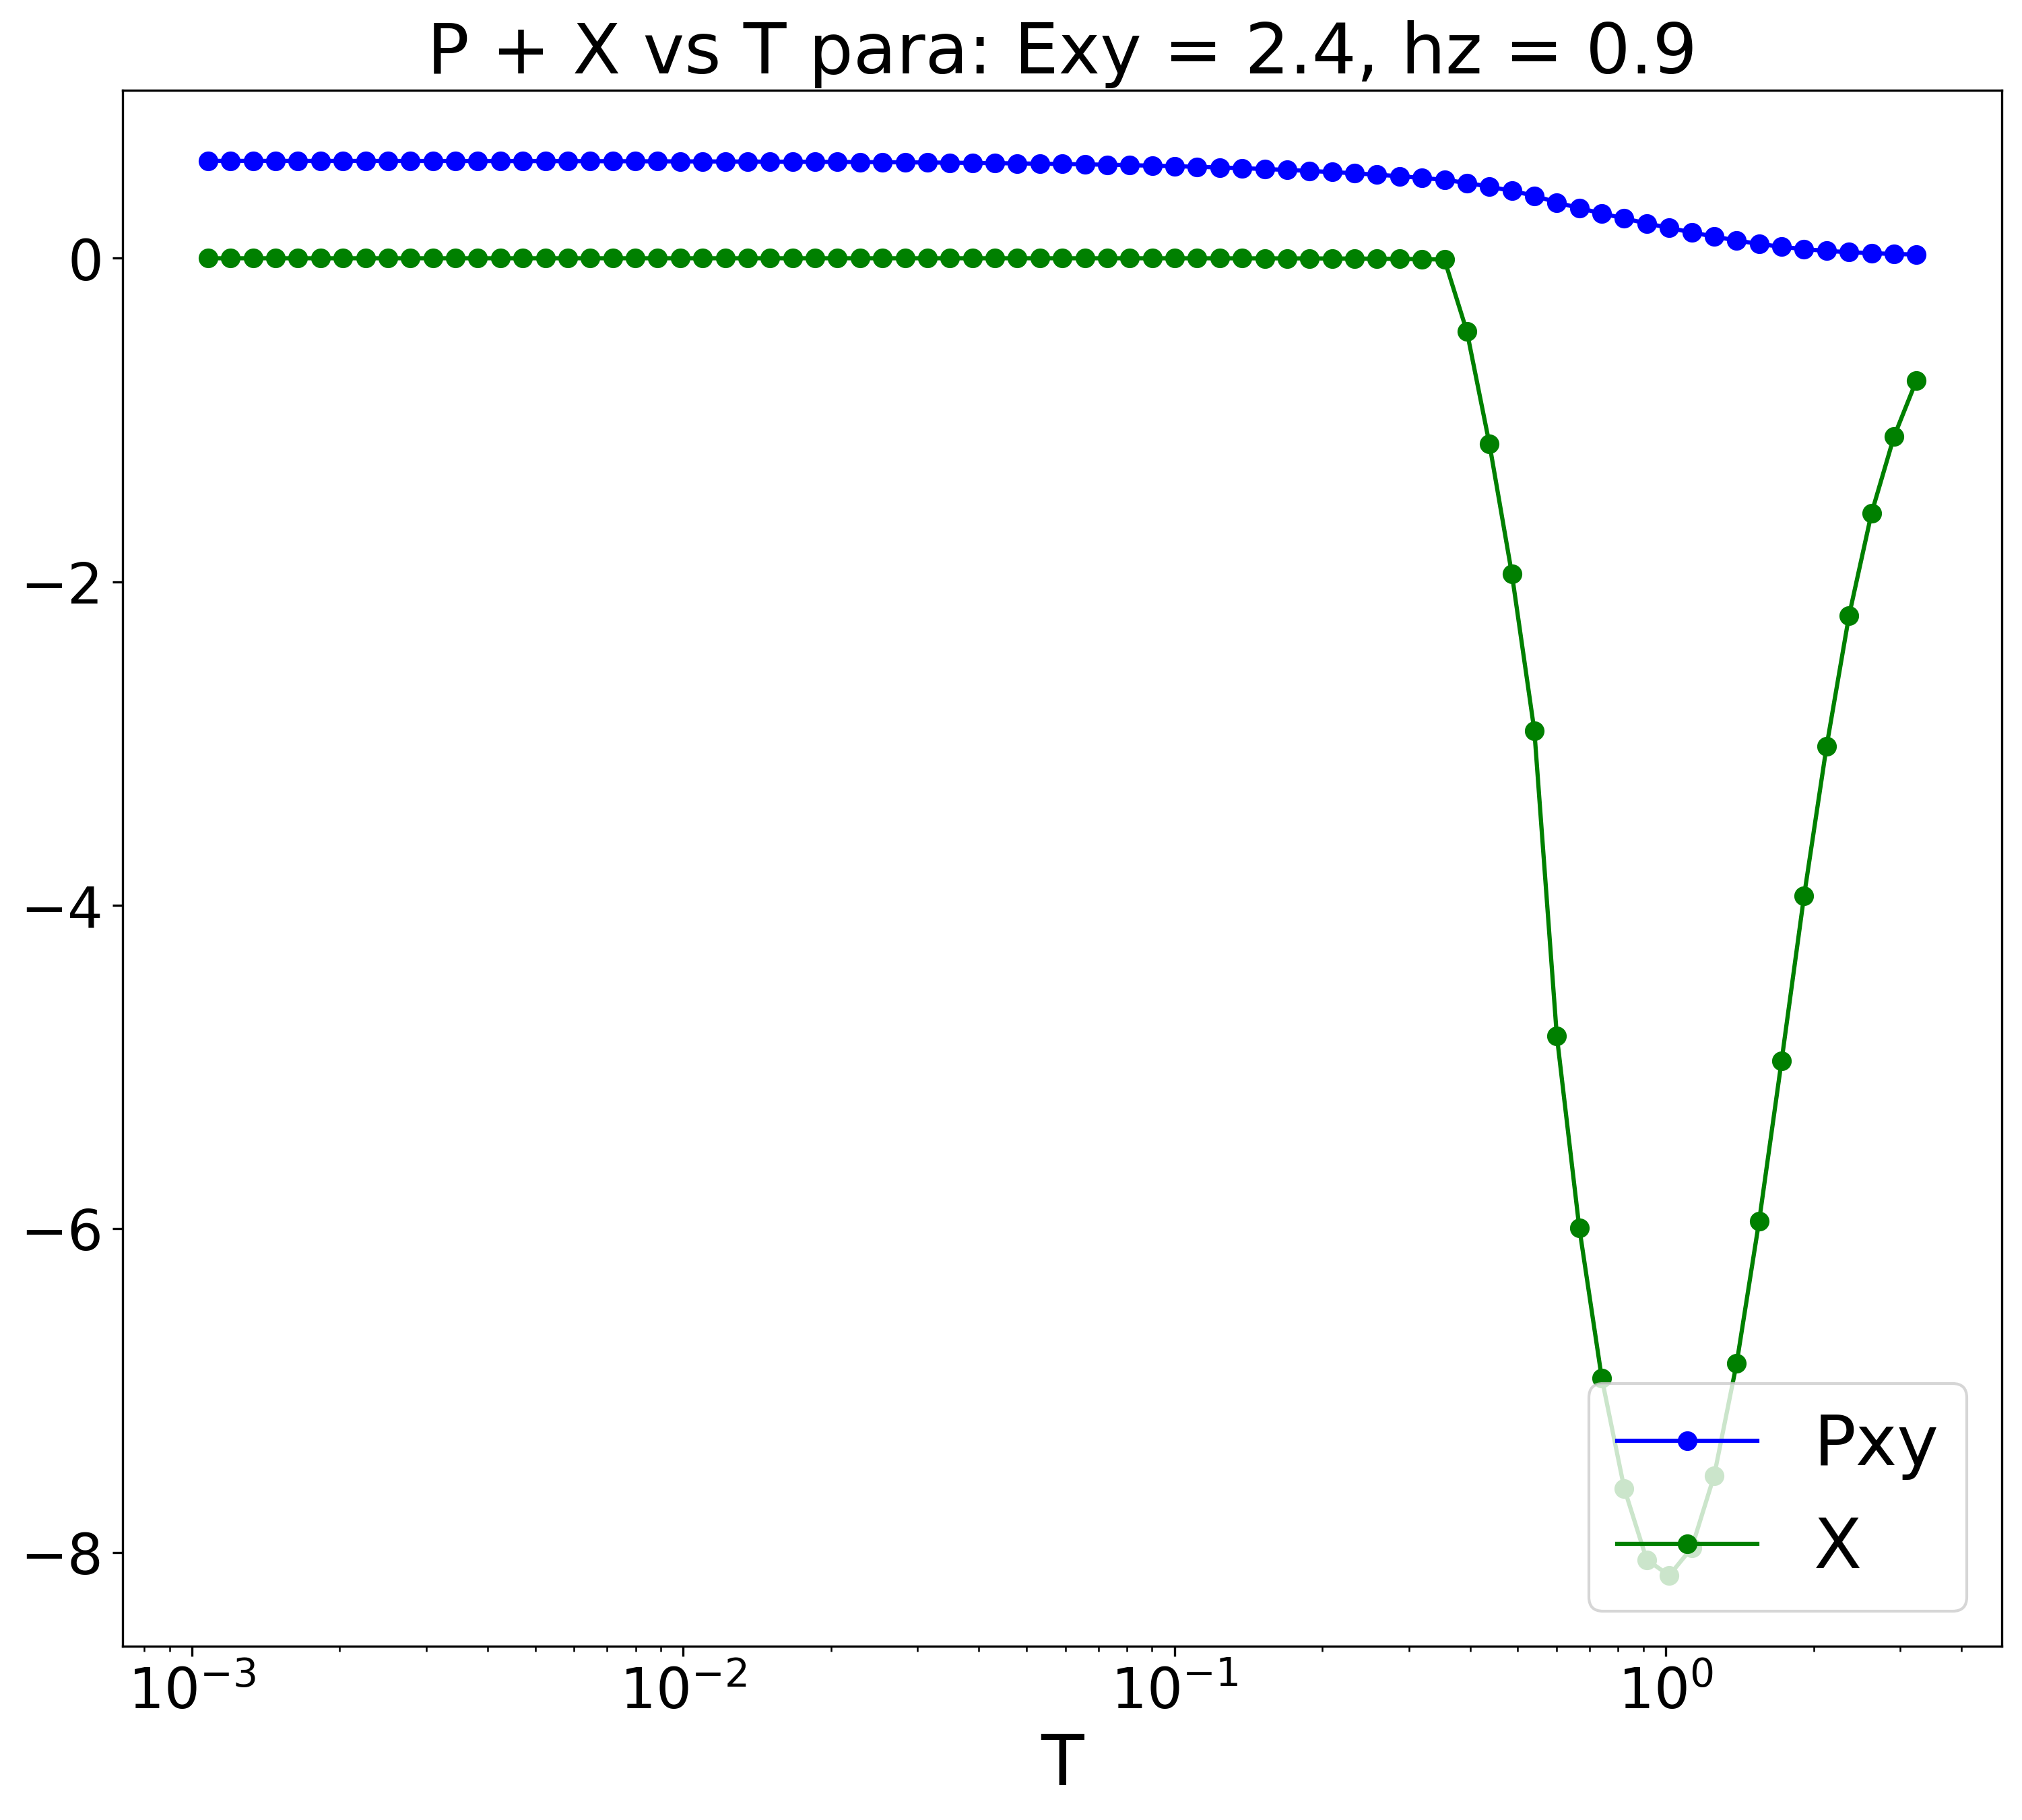 P + X vs T para: Exy = 2.4, hz = 0.9
0
−2
−4
−6
−8
Pxy
X
10⁻³ 10⁻² 10⁻¹ 10⁰
T